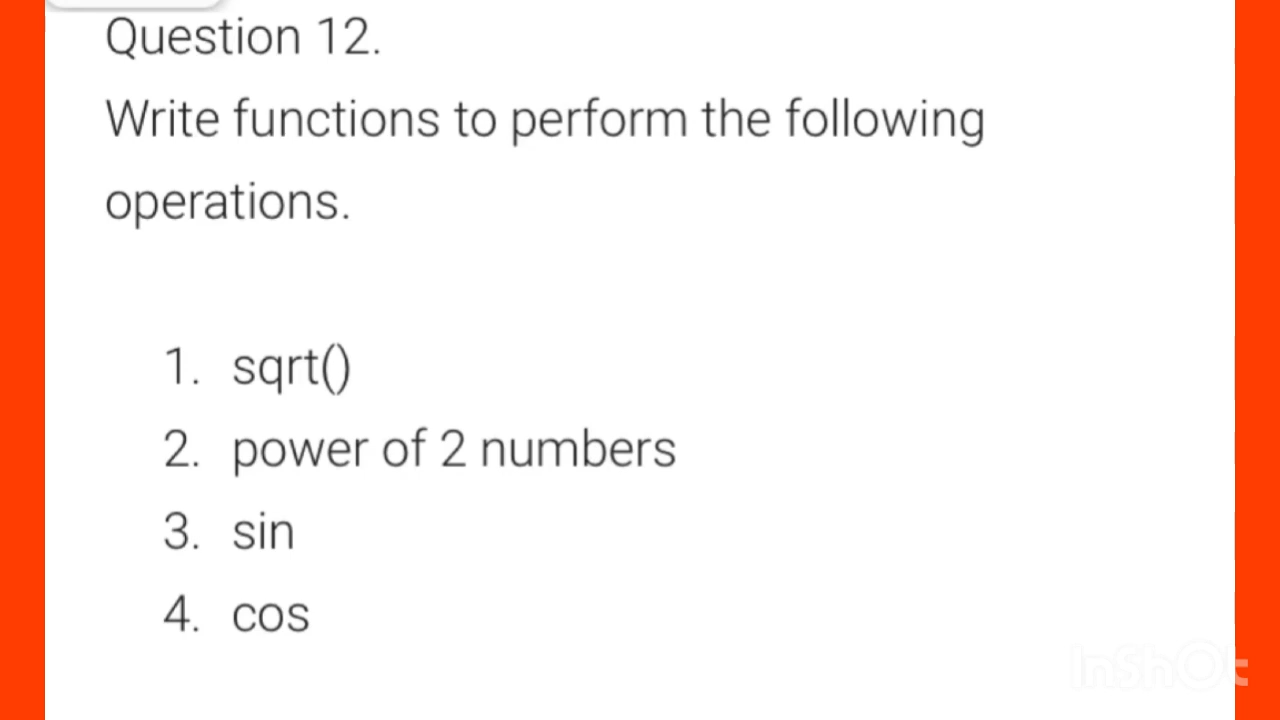 Question 12.
Write functions to perform the following
operations.
1. sqrt()
2. power of 2 numbers
3. sin
4. cos
InShOt